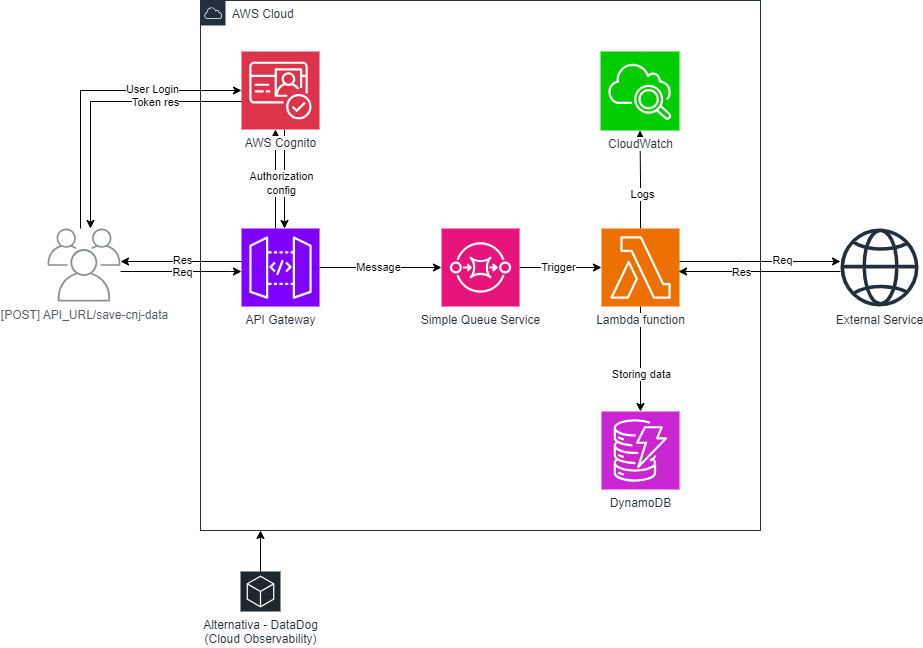 AWS Cloud
User Login
Token res
AWS Cognito
CloudWatch
Authorization
config
Logs
Res
Req
Message
Trigger
Req
Res
[POST] API_URL/save-cnj-data
API Gateway
Simple Queue Service
Lambda function
External Service
Storing data
DynamoDB
Alternativa - DataDog
(Cloud Observability)